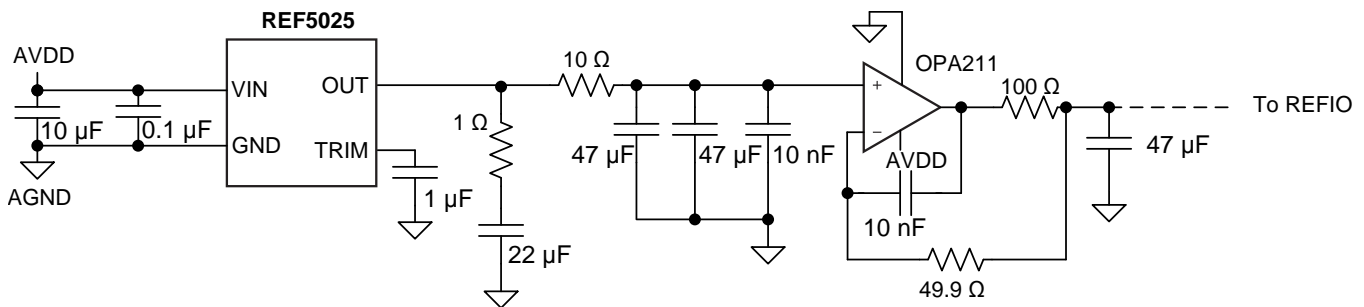 REF5025
AVDD
VIN
OUT
10 Ω
OPA211
+
100 Ω
To REFIO
10 µF
0.1 µF
1 Ω
47 µF
47 µF
10 nF
−
47 µF
GND
TRIM
AVDD
AGND
1 µF
10 nF
22 µF
49.9 Ω